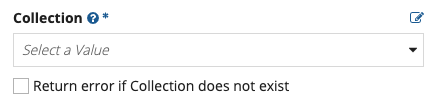 Collection ? *
Select a Value
Return error if Collection does not exist